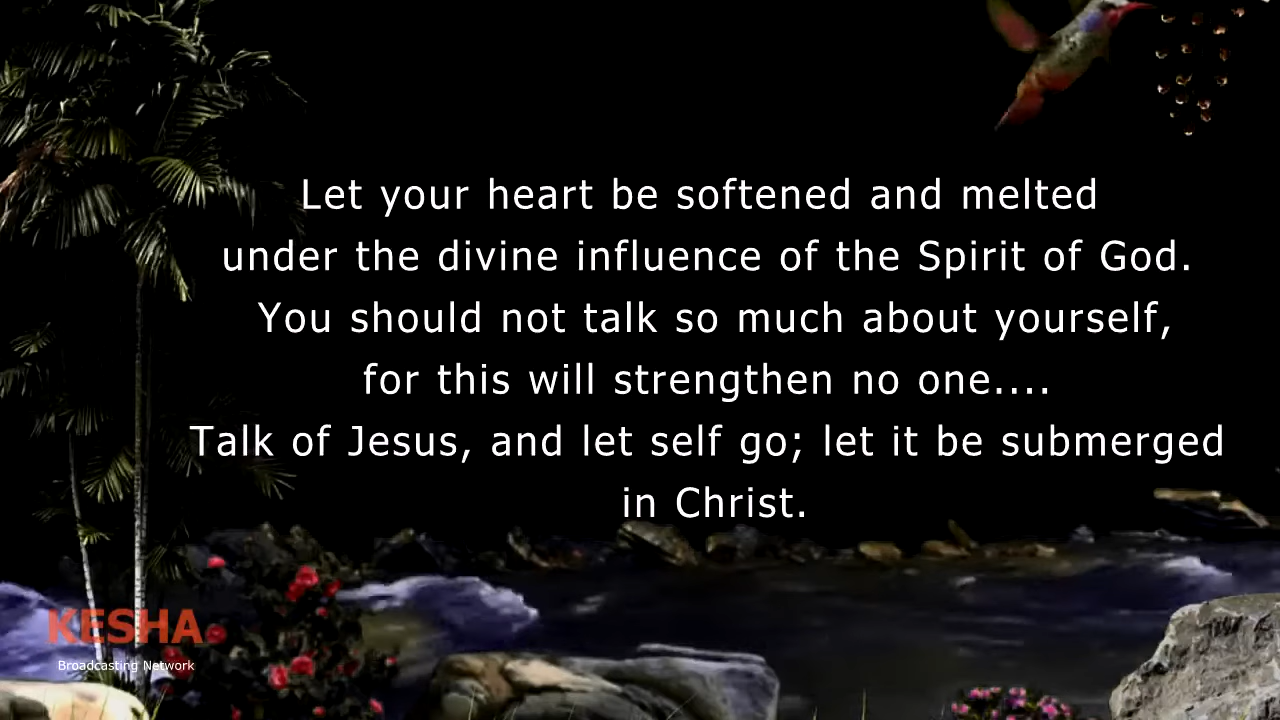 Let your heart be softened and melted
under the divine influence of the Spirit of God.
You should not talk so much about yourself,
for this will strengthen no one....
Talk of Jesus, and let self go; let it be submerged
in Christ.
KESHA
Broadcasting Network